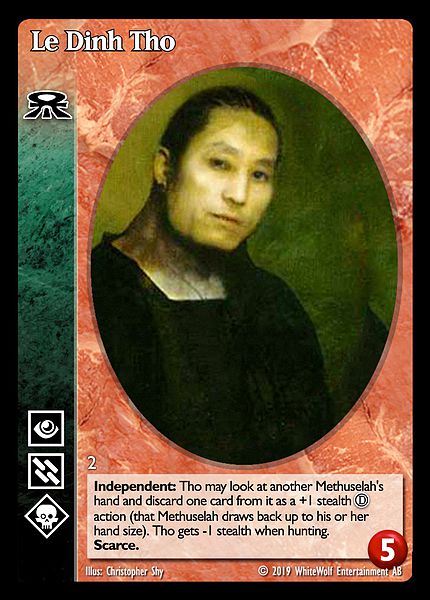 Le Dinh Tho
2
Independent: Tho may look at another Methuselah's
hand and discard one card from it as a +1 stealth Ⓓ
action (that Methuselah draws back up to his or her
hand size). Tho gets -1 stealth when hunting.
Scarce.
5
Illus: Christopher Shy
© 2019 WhiteWolf Entertainment AB